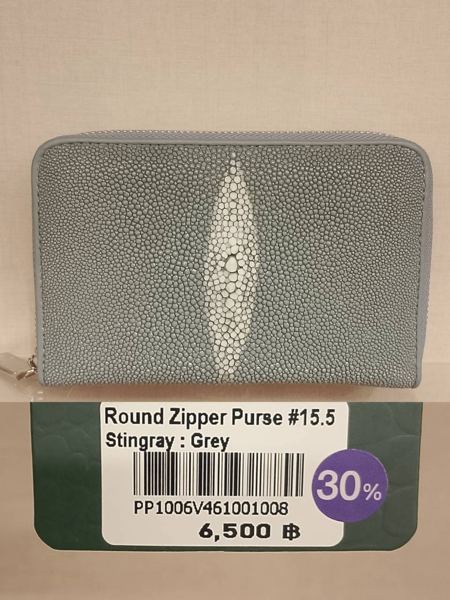 Round Zipper Purse #15.5
Stingray : Grey
30%
PP1006V461001008
6,500 ฿